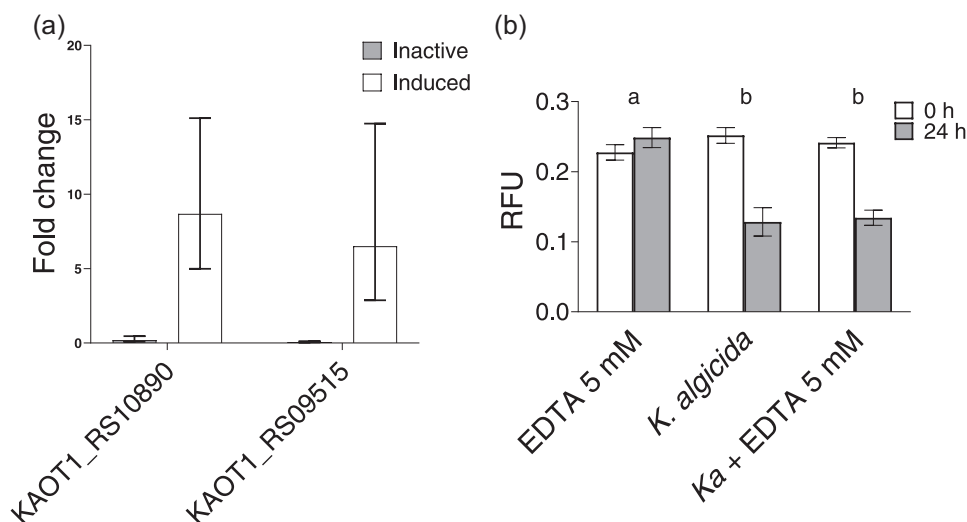 (a)
20
15
10
5
0
Fold change
Inactive
Induced
KAOT1_RS10890
KAOT1_RS09515
(b)
0.3
0.2
0.1
0.0
RFU
a
b
b
0 h
24 h
EDTA 5 mM
K. algicida
Ka + EDTA 5 mM